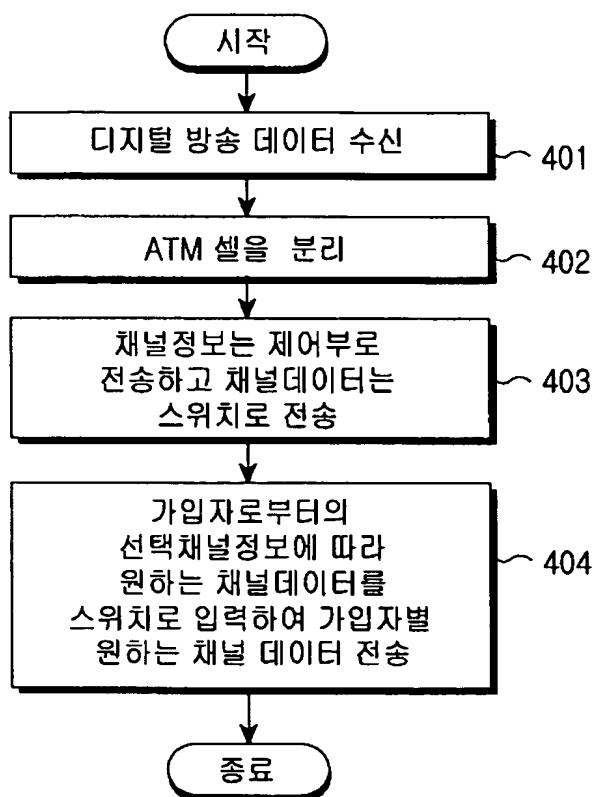 시작
디지털 방송 데이터 수신
401
ATM 셀을 분리
402
채널정보는 제어부로
전송하고 채널데이터는
스위치로 전송
403
가입자로부터의
선택채널정보에 따라
원하는 채널데이터를
스위치로 입력하여 가입자별
원하는 채널 데이터 전송
404
종료